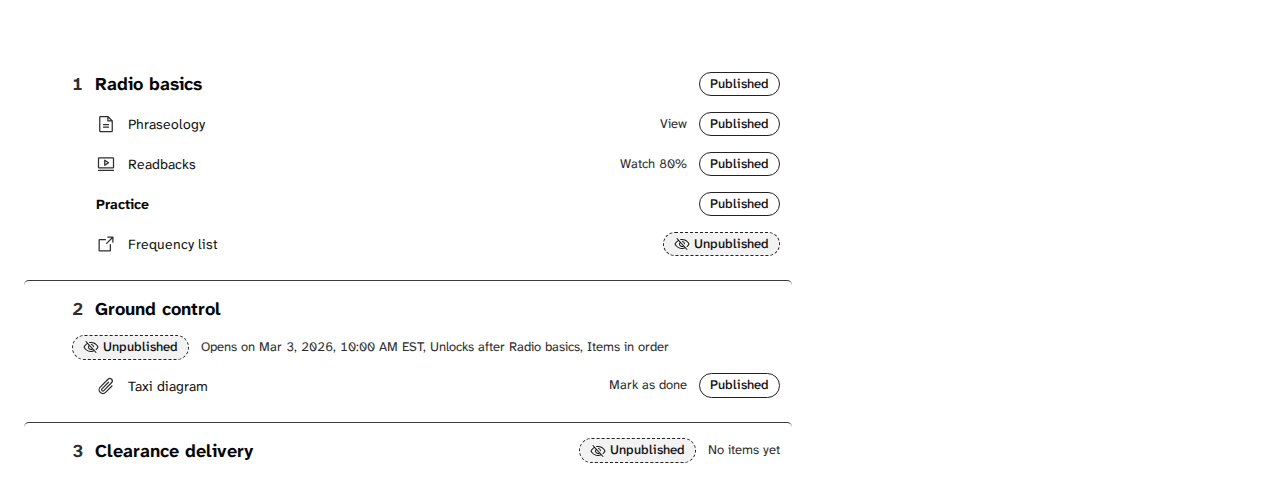 1 Radio basics Published
Phraseology View Published
Readbacks Watch 80% Published
Practice Published
Frequency list Unpublished
2 Ground control
Unpublished Opens on Mar 3, 2026, 10:00 AM EST, Unlocks after Radio basics, Items in order
Taxi diagram Mark as done Published
3 Clearance delivery Unpublished No items yet